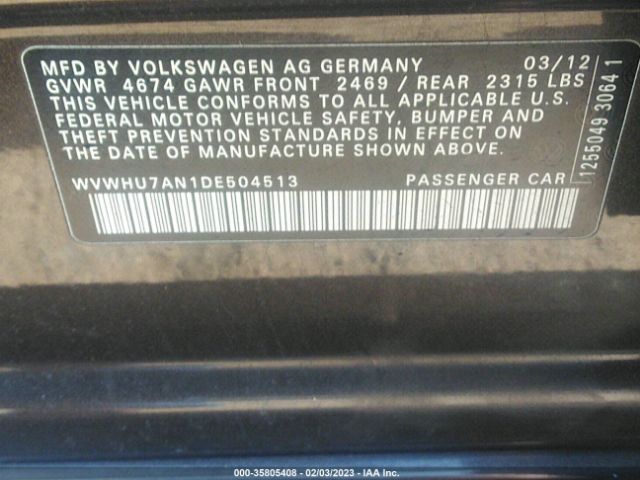 MFD BY VOLKSWAGEN AG GERMANY 03/12
GVWR 4674 GAWR FRONT 2469 / REAR 2315 LBS
THIS VEHICLE CONFORMS TO ALL APPLICABLE U.S.
FEDERAL MOTOR VEHICLE SAFETY, BUMPER AND
THEFT PREVENTION STANDARDS IN EFFECT ON
THE DATE OF MANUFACTURE SHOWN ABOVE.
WVWHU7AN1DE504513 PASSENGER CAR
1255049 3064 1
000-35805408 - 02/03/2023 - IAA Inc.